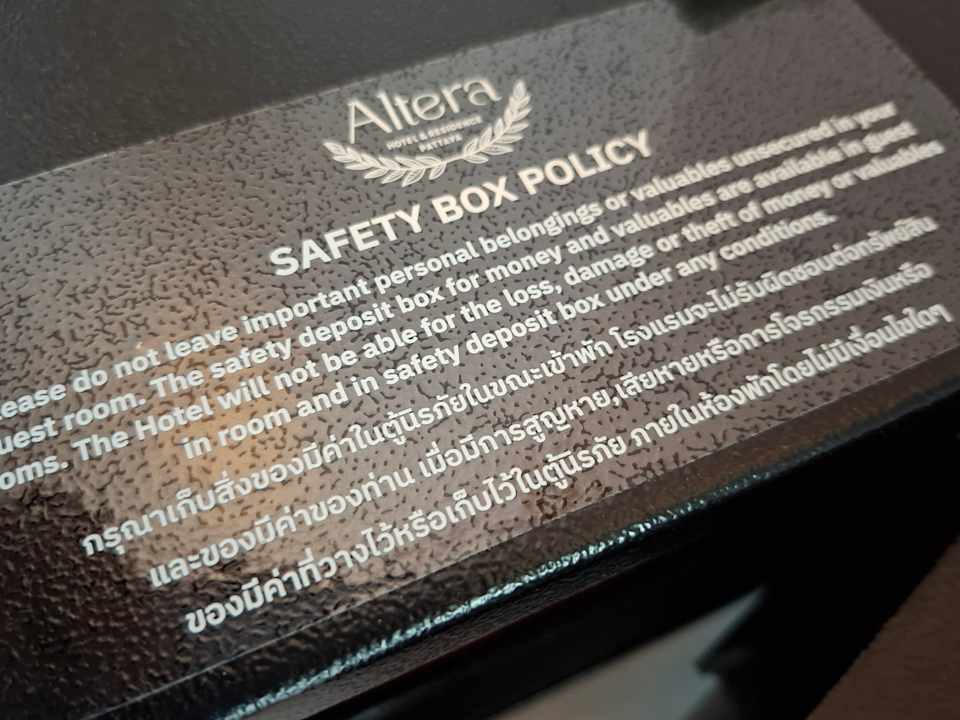 Altera
HOTEL & RESIDENCE
PATTAYA
SAFETY BOX POLICY
lease do not leave important personal belongings or valuables unsecured in your
uest room. The safety deposit box for money and valuables are available in guest
oms. The Hotel will not be able for the loss, damage or theft of money or valuables
in room and in safety deposit box under any conditions.
กรุณาเก็บสิ่งของมีค่าในตู้นิรภัยในขณะเข้าพัก โรงแรมจะไม่รับผิดชอบต่อทรัพย์สิน
และของมีค่าของท่าน เมื่อมีการสูญหาย,เสียหายหรือการโจรกรรมเงินหรือ
ของมีค่าที่วางไว้หรือเก็บไว้ในตู้นิรภัย ภายในห้องพักโดยไม่มีเงื่อนไขใดๆ